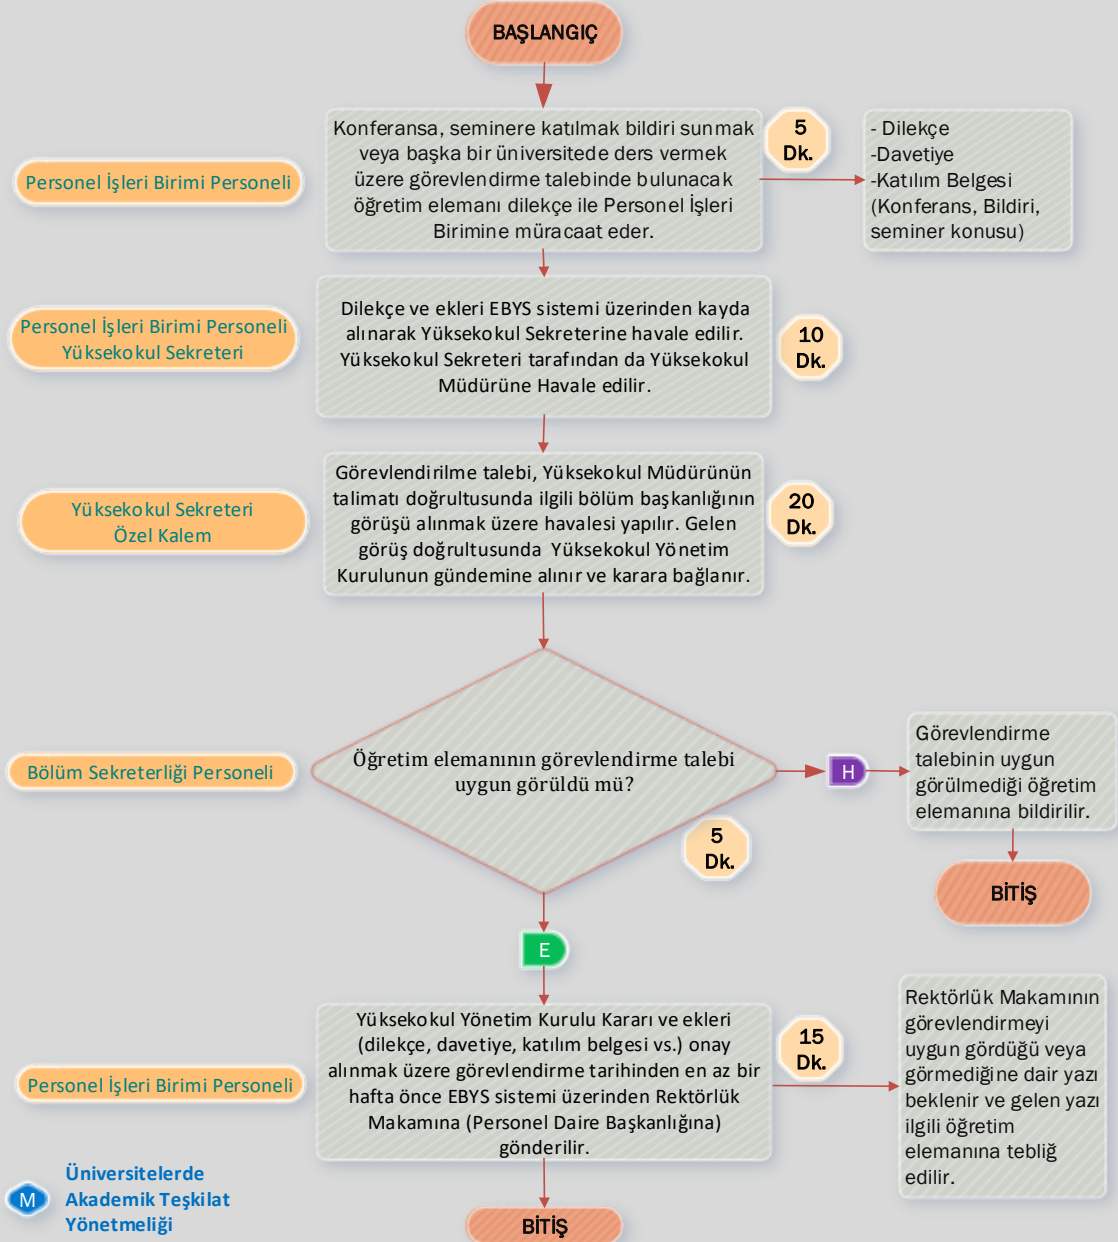 BAŞLANGIÇ
Personel İşleri Birimi Personeli
Konferansa, seminere katılmak bildiri sunmak
veya başka bir üniversitede ders vermek
üzere görevlendirme talebinde bulunacak
öğretim elemanı dilekçe ile Personel İşleri
Birimine müracaat eder.
5
Dk.
- Dilekçe
-Davetiye
-Katılım Belgesi
(Konferans, Bildiri,
seminer konusu)
Personel İşleri Birimi Personeli
Yüksekokul Sekreteri
Dilekçe ve ekleri EBYS sistemi üzerinden kayda
alınarak Yüksekokul Sekreterine havale edilir.
Yüksekokul Sekreteri tarafından da Yüksekokul
Müdürüne Havale edilir.
10
Dk.
Yüksekokul Sekreteri
Özel Kalem
Görevlendirilme talebi, Yüksekokul Müdürünün
talimatı doğrultusunda ilgili bölüm başkanlığının
görüşü alınmak üzere havalesi yapılır. Gelen
görüş doğrultusunda Yüksekokul Yönetim
Kurulunun gündemine alınır ve karara bağlanır.
20
Dk.
Bölüm Sekreterliği Personeli
Öğretim elemanının görevlendirme talebi
uygun görüldü mü?
5
Dk.
H
Görevlendirme
talebinin uygun
görülmediği öğretim
elemanına bildirilir.
BİTİŞ
E
Personel İşleri Birimi Personeli
Yüksekokul Yönetim Kurulu Kararı ve ekleri
(dilekçe, davetiye, katılım belgesi vs.) onay
alınmak üzere görevlendirme tarihinden en az bir
hafta önce EBYS sistemi üzerinden Rektörlük
Makamına (Personel Daire Başkanlığına)
gönderilir.
15
Dk.
Rektörlük Makamının
görevlendirmeyi
uygun gördüğü veya
görmediğine dair yazı
beklenir ve gelen yazı
ilgili öğretim
elemanına tebliğ
edilir.
M
Üniversitelerde
Akademik Teşkilat
Yönetmeliği
BİTİŞ